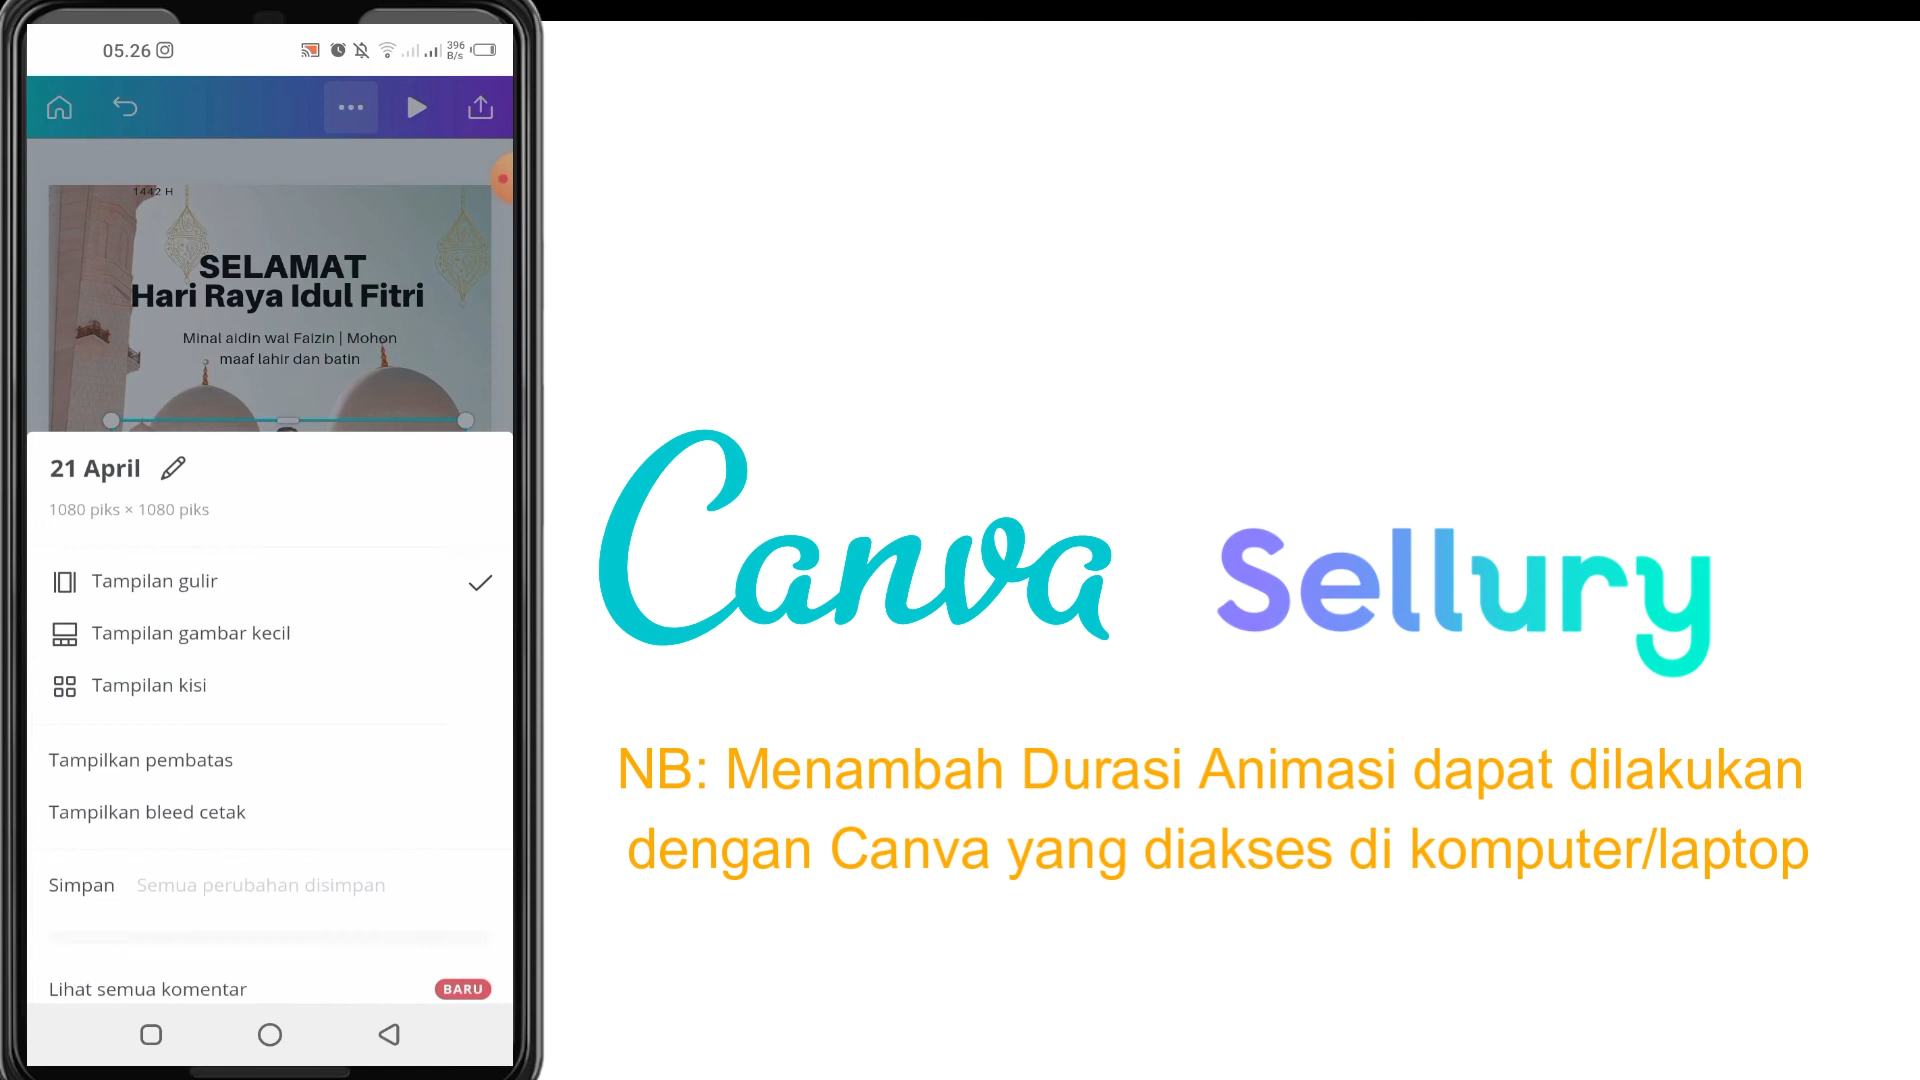 05.26
396
B/s
1442 H
SELAMAT
Hari Raya Idul Fitri
Minal aidin wal Faizin | Mohon
maaf lahir dan batin
21 April
1080 piks × 1080 piks
Tampilan gulir
Tampilan gambar kecil
Tampilan kisi
Tampilkan pembatas
Tampilkan bleed cetak
Simpan Semua perubahan disimpan
Lihat semua komentar BARU
Canva Sellury
NB: Menambah Durasi Animasi dapat dilakukan
dengan Canva yang diakses di komputer/laptop